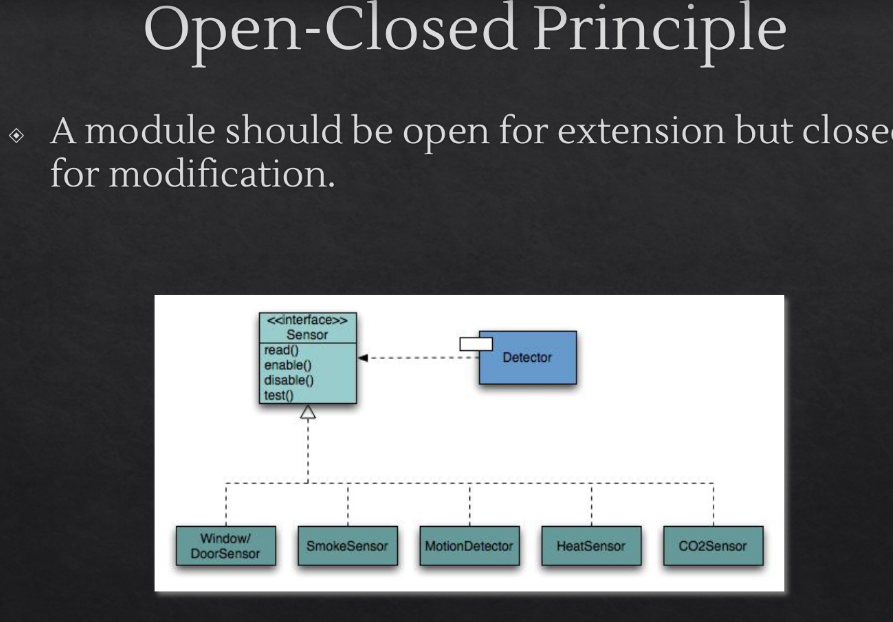 Open-Closed Principle
A module should be open for extension but closed
for modification.
<<interface>>
Sensor
read()
enable()
disable()
test()
Detector
Window/
DoorSensor
SmokeSensor
MotionDetector
HeatSensor
CO2Sensor